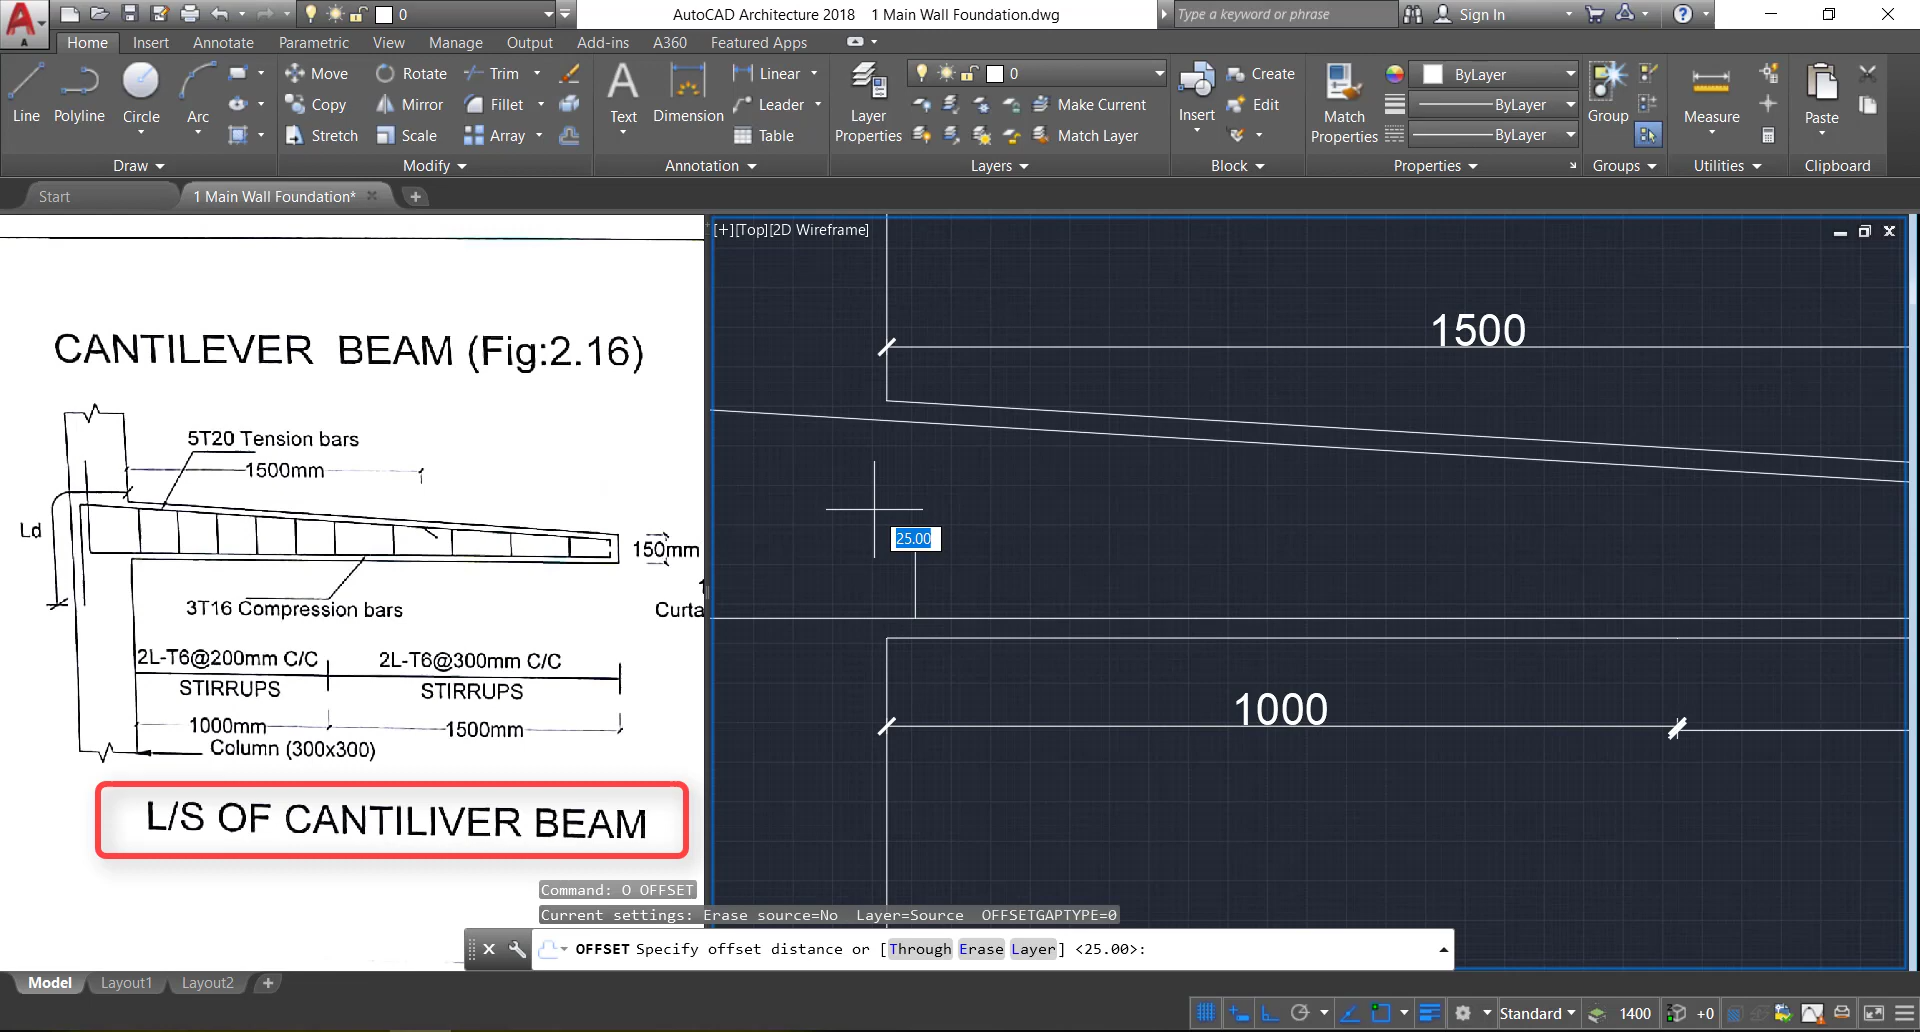 0
AutoCAD Architecture 2018 1 Main Wall Foundation.dwg
Type a keyword or phrase
Sign In
A
Home Insert Annotate Parametric View Manage Output Add-ins A360 Featured Apps
Line
Polyline
Circle
Arc
Move Rotate Trim
Copy Mirror Fillet
Stretch Scale Array
Text
Dimension
Linear
Leader
Table
Layer
Properties
0
Make Current
Match Layer
Insert
Create
Edit
Match
Properties
ByLayer
ByLayer
ByLayer
Group
Measure
Paste
Draw Modify Annotation Layers Block Properties Groups Utilities Clipboard
Start 1 Main Wall Foundation*
[+][Top][2D Wireframe]
CANTILEVER BEAM (Fig:2.16)
5T20 Tension bars
1500mm
Ld
150mm
3T16 Compression bars
Curta
2L-T6@200mm C/C 2L-T6@300mm C/C
STIRRUPS STIRRUPS
1000mm 1500mm
Column (300x300)
L/S OF CANTILIVER BEAM
1500
25.00
1000
Command: O OFFSET
Current settings: Erase source=No Layer=Source OFFSETGAPTYPE=0
OFFSET Specify offset distance or [Through Erase Layer] <25.00>:
Model Layout1 Layout2
Standard 1400 +0